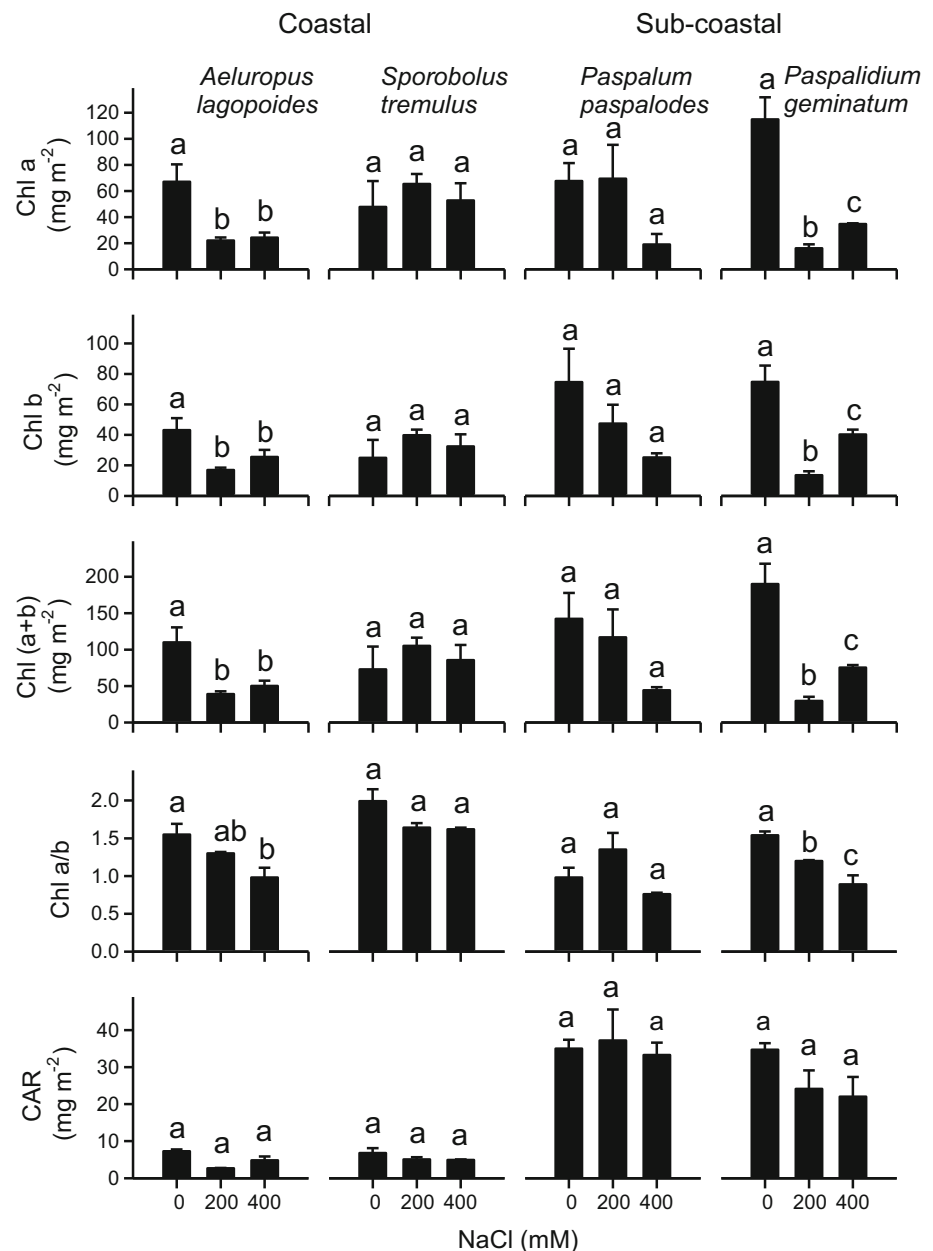 Coastal Sub-coastal
Aeluropus lagopoides
Sporobolus tremulus
Paspalum paspalodes
Paspalidium geminatum
Chl a
(mg m-2)
120
100
80
60
40
20
0
a b b
a a a
a a a
a b c
Chl b
(mg m-2)
100
80
60
40
20
0
a b b
a a a
a a a
a b c
Chl (a+b)
(mg m-2)
200
150
100
50
0
a b b
a a a
a a a
a b c
Chl a/b
2.0
1.5
1.0
0.5
0.0
a ab b
a a a
a a a
a b c
CAR
(mg m-2)
40
30
20
10
0
a a a
a a a
a a a
a a a
0 200 400 0 200 400 0 200 400 0 200 400
NaCl (mM)